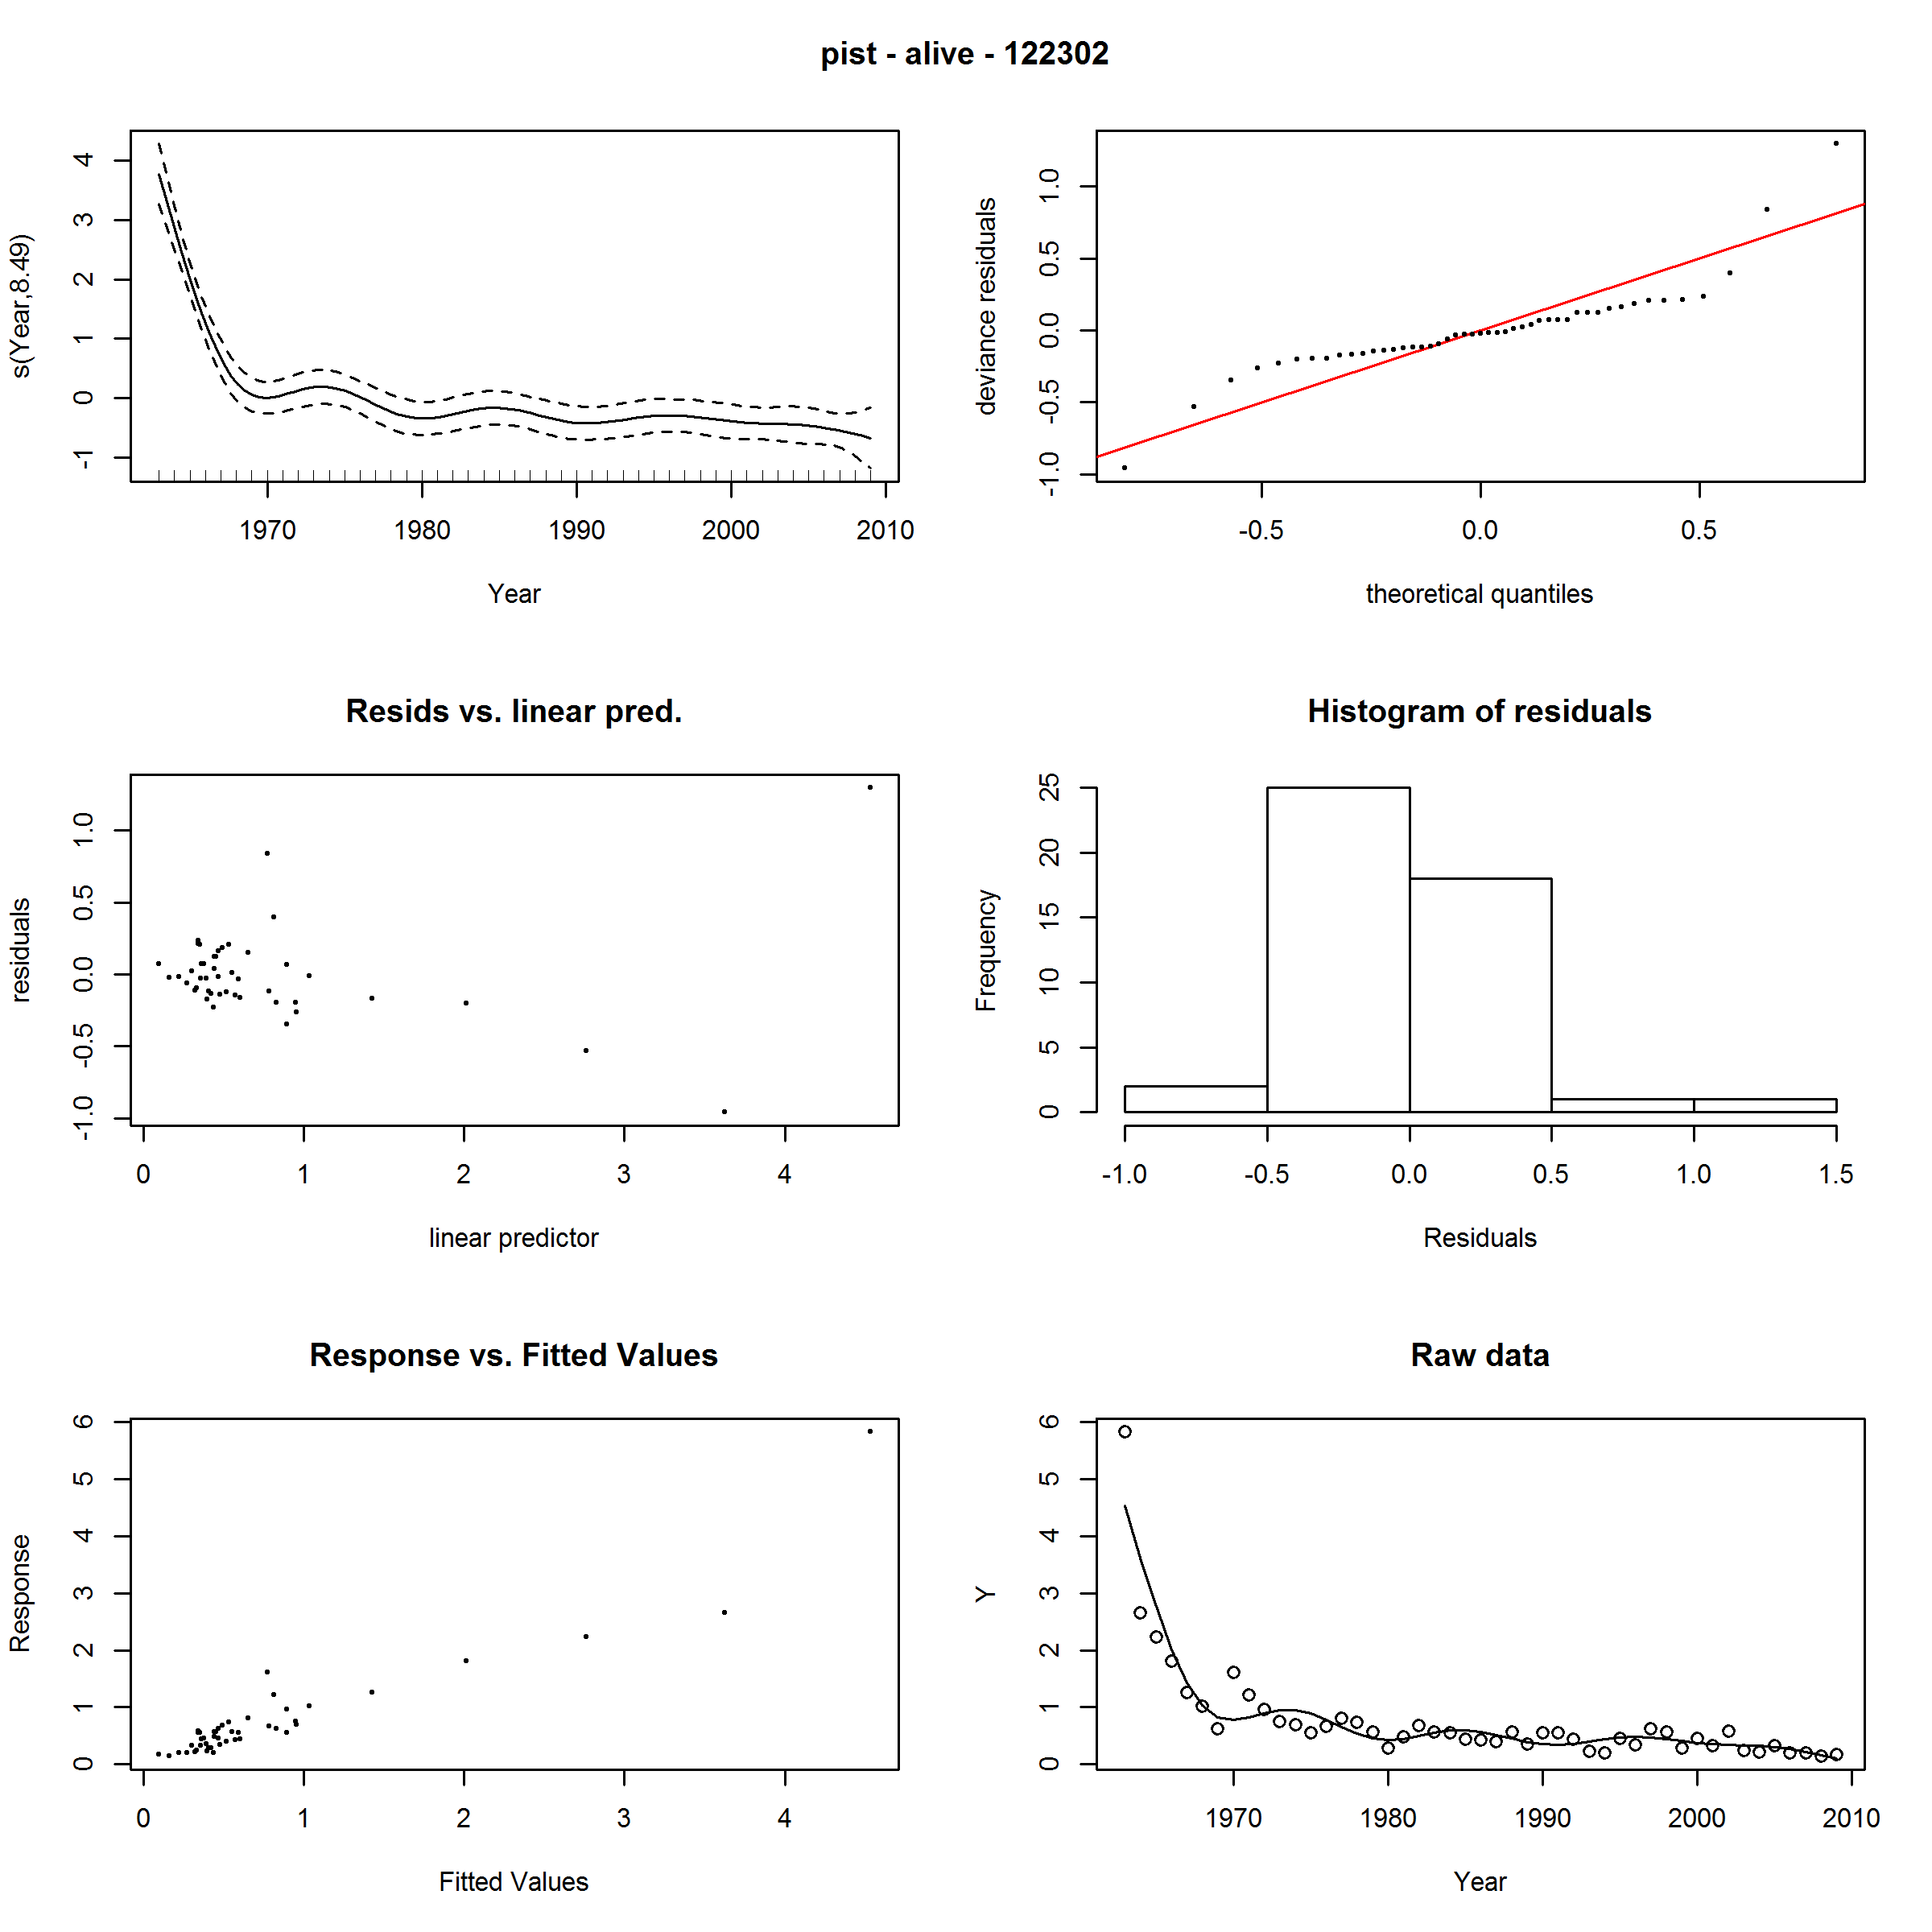 pist - alive - 122302
s(Year,8.49)
4
3
2
1
0
-1
1970 1980 1990 2000 2010
Year
deviance residuals
1.0
0.5
0.0
-0.5
-1.0
-0.5 0.0 0.5
theoretical quantiles
Resids vs. linear pred.
residuals
1.0
0.5
0.0
-0.5
-1.0
0 1 2 3 4
linear predictor
Histogram of residuals
Frequency
25
20
15
10
5
0
-1.0 -0.5 0.0 0.5 1.0 1.5
Residuals
Response vs. Fitted Values
Response
6
5
4
3
2
1
0
0 1 2 3 4
Fitted Values
Raw data
Y
6
5
4
3
2
1
0
1970 1980 1990 2000 2010
Year